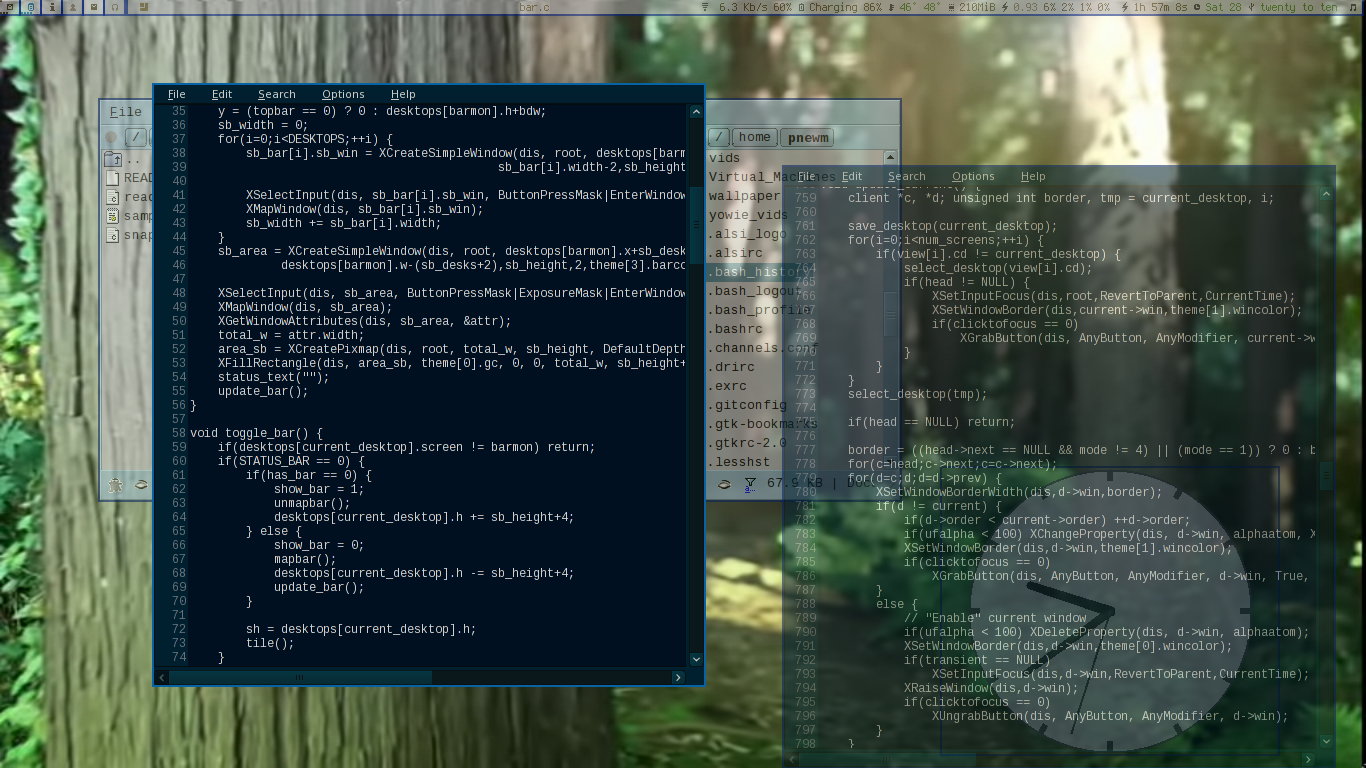 bar.c
6.3 Kb/s 60% Charging 86% 46° 48° 210MiB 0.93 6% 2% 1% 0% 1h 57m 8s Sat 28 twenty to ten
File Edit Search Options Help
35 y = (topbar == 0) ? 0 : desktops[barmon].h+bdw;
36 sb_width = 0;
37 for(i=0;i<DESKTOPS;++i) {
38 sb_bar[i].sb_win = XCreateSimpleWindow(dis, root, desktops[barm
39 sb_bar[i].width-2,sb_height
40
41 XSelectInput(dis, sb_bar[i].sb_win, ButtonPressMask|EnterWindow
42 XMapWindow(dis, sb_bar[i].sb_win);
43 sb_width += sb_bar[i].width;
44 }
45 sb_area = XCreateSimpleWindow(dis, root, desktops[barmon].x+sb_desk
46 desktops[barmon].w-(sb_desks+2),sb_height,2,theme[3].barco
47
48 XSelectInput(dis, sb_area, ButtonPressMask|ExposureMask|EnterWindow
49 XMapWindow(dis, sb_area);
50 XGetWindowAttributes(dis, sb_area, &attr);
51 total_w = attr.width;
52 area_sb = XCreatePixmap(dis, root, total_w, sb_height, DefaultDepth
53 XFillRectangle(dis, area_sb, theme[0].gc, 0, 0, total_w, sb_height+
54 status_text("");
55 update_bar();
56 }
57
58 void toggle_bar() {
59 if(desktops[current_desktop].screen != barmon) return;
60 if(STATUS_BAR == 0) {
61 if(has_bar == 0) {
62 show_bar = 1;
63 unmapbar();
64 desktops[current_desktop].h += sb_height+4;
65 } else {
66 show_bar = 0;
67 mapbar();
68 desktops[current_desktop].h -= sb_height+4;
69 update_bar();
70 }
71
72 sh = desktops[current_desktop].h;
73 tile();
74 }
File
/
..
READ
read
samp
snap
/ home pnewm
vids
Virtual_Machines
wallpaper
yowie_vids
.alsi_logo
.alsirc
.bash_history
.bash_logout
.bash_profile
.bashrc
.channels.conf
.drirc
.exrc
.gitconfig
.gtk-bookmarks
.gtkrc-2.0
.lesshst
67.9 KB |
File Edit Search Options Help
759 client *c, *d; unsigned int border, tmp = current_desktop, i;
760
761 save_desktop(current_desktop);
762 for(i=0;i<num_screens;++i) {
763 if(view[i].cd != current_desktop) {
764 select_desktop(view[i].cd);
765 if(head != NULL) {
766 XSetInputFocus(dis,root,RevertToParent,CurrentTime);
767 XSetWindowBorder(dis,current->win,theme[1].wincolor);
768 if(clicktofocus == 0)
769 XGrabButton(dis, AnyButton, AnyModifier, current->w
770 }
771 }
772 }
773 select_desktop(tmp);
774
775 if(head == NULL) return;
776
777 border = ((head->next == NULL && mode != 4) || (mode == 1)) ? 0 : b
778 for(c=head;c->next;c=c->next);
779 for(d=c;d;d=d->prev) {
780 XSetWindowBorderWidth(dis,d->win,border);
781 if(d != current) {
782 if(d->order < current->order) ++d->order;
783 if(ufalpha < 100) XChangeProperty(dis, d->win, alphaatom, X
784 XSetWindowBorder(dis,d->win,theme[1].wincolor);
785 if(clicktofocus == 0)
786 XGrabButton(dis, AnyButton, AnyModifier, d->win, True,
787 }
788 else {
789 // "Enable" current window
790 if(ufalpha < 100) XDeleteProperty(dis, d->win, alphaatom);
791 XSetWindowBorder(dis,d->win,theme[0].wincolor);
792 if(transient == NULL)
793 XSetInputFocus(dis,d->win,RevertToParent,CurrentTime);
794 XRaiseWindow(dis,d->win);
795 if(clicktofocus == 0)
796 XUngrabButton(dis, AnyButton, AnyModifier, d->win);
797 }
798 }